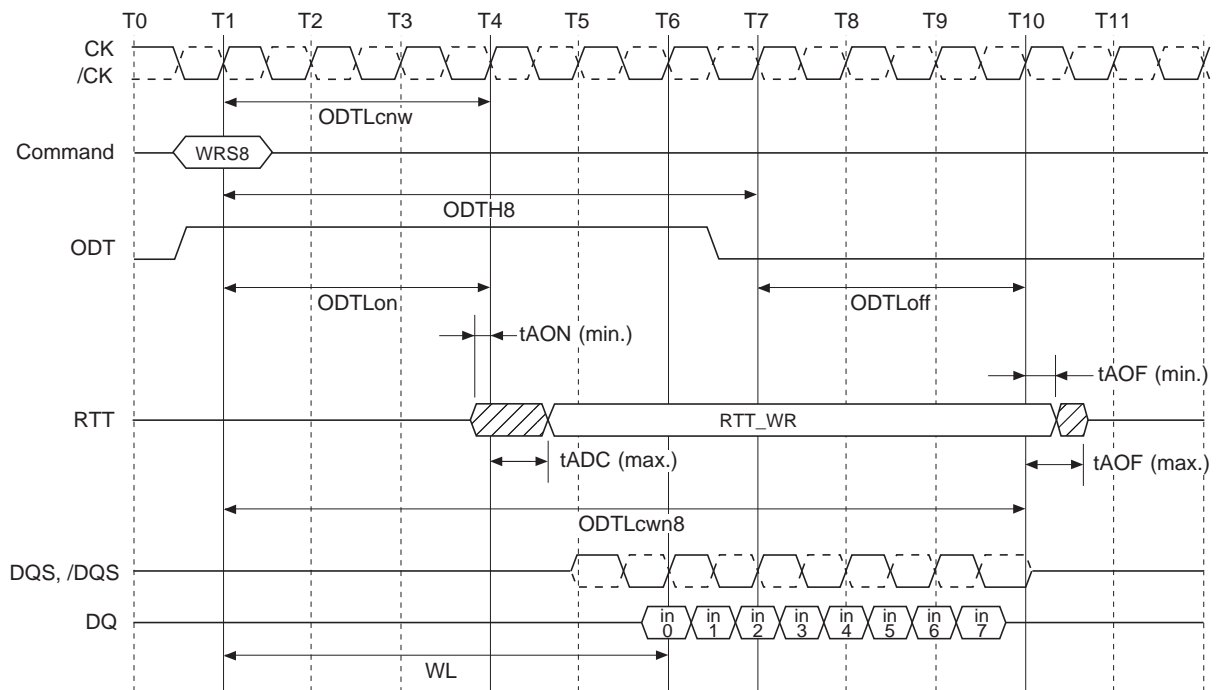 T0 T1 T2 T3 T4 T5 T6 T7 T8 T9 T10 T11
CK
/CK
ODTLcnw
Command WRS8
ODTH8
ODT
ODTLon ODTLoff
tAON (min.)
tAOF (min.)
RTT RTT_WR
tADC (max.) tAOF (max.)
ODTLcwn8
DQS, /DQS
DQ in 0 in 1 in 2 in 3 in 4 in 5 in 6 in 7
WL